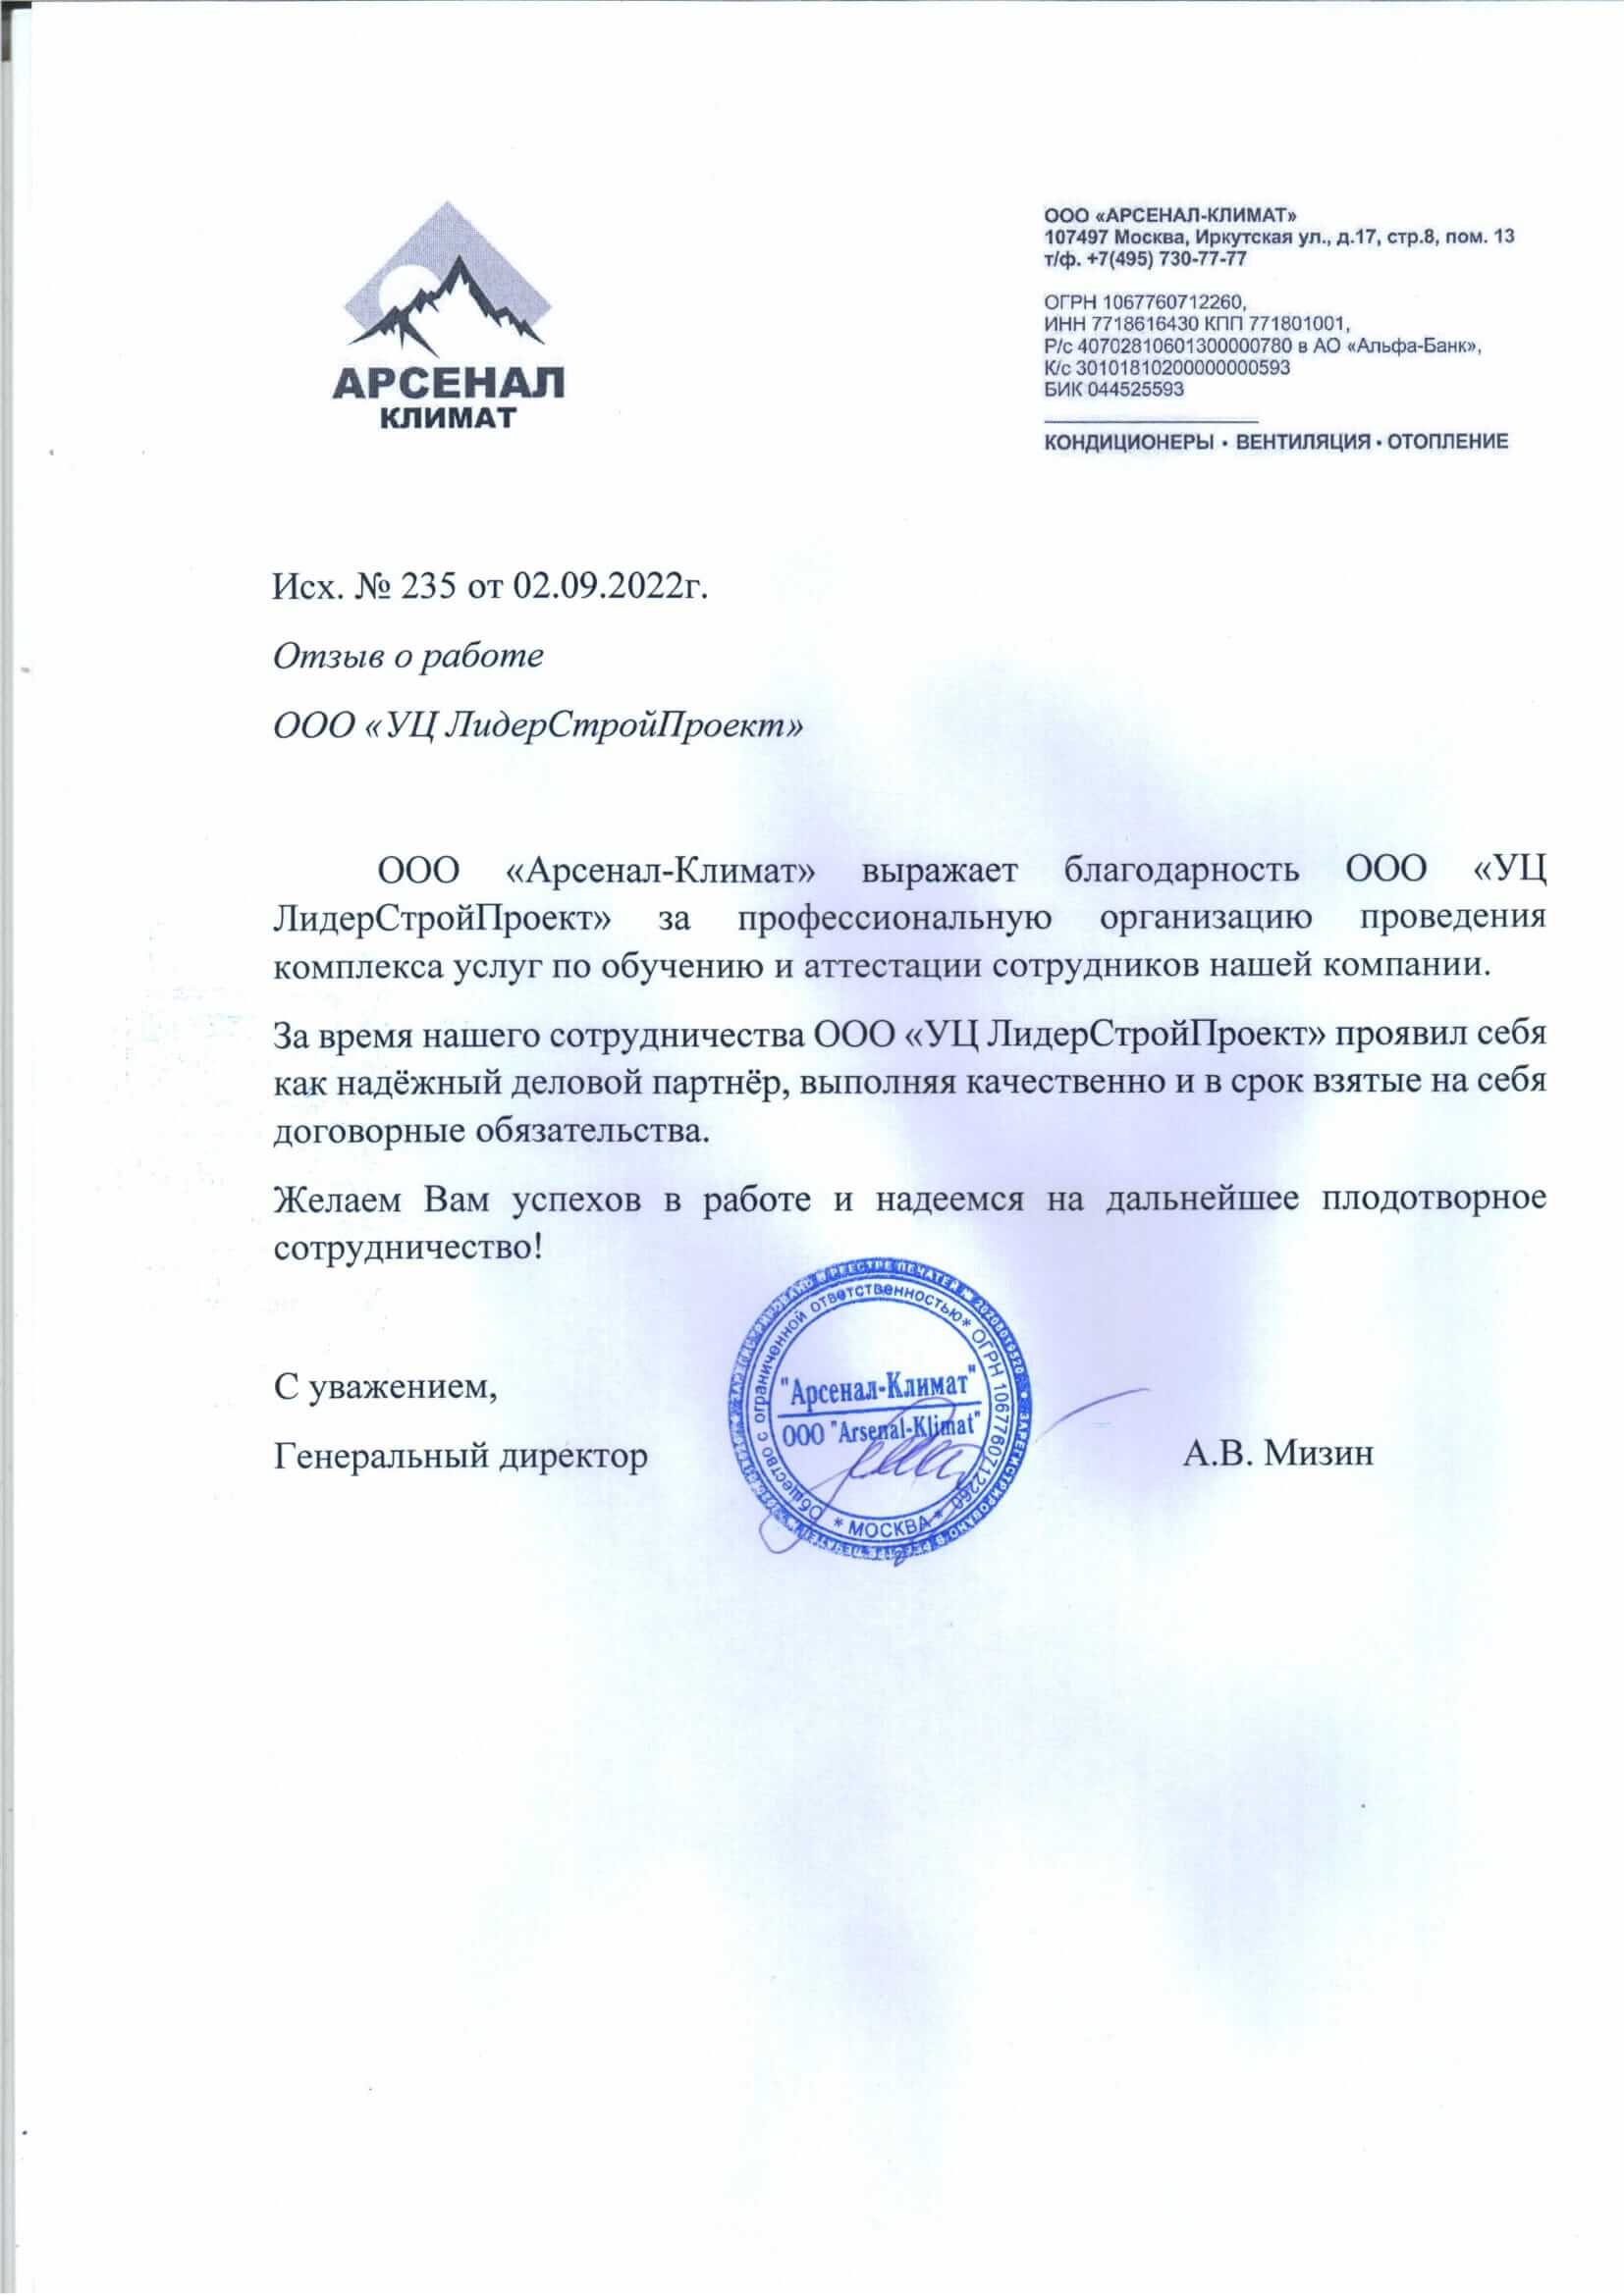 АРСЕНАЛ
КЛИМАТ
ООО «АРСЕНАЛ-КЛИМАТ»
107497 Москва, Иркутская ул., д.17, стр.8, пом. 13
т/ф. +7(495) 730-77-77
ОГРН 1067760712260,
ИНН 7718616430 КПП 771801001,
Р/с 40702810601300000780 в АО «Альфа-Банк»,
К/с 30101810200000000593
БИК 044525593
КОНДИЦИОНЕРЫ • ВЕНТИЛЯЦИЯ • ОТОПЛЕНИЕ
Исх. № 235 от 02.09.2022г.
Отзыв о работе
ООО «УЦ ЛидерСтройПроект»
ООО «Арсенал-Климат» выражает благодарность ООО «УЦ
ЛидерСтройПроект» за профессиональную организацию проведения
комплекса услуг по обучению и аттестации сотрудников нашей компании.
За время нашего сотрудничества ООО «УЦ ЛидерСтройПроект» проявил себя
как надёжный деловой партнёр, выполняя качественно и в срок взятые на себя
договорные обязательства.
Желаем Вам успехов в работе и надеемся на дальнейшее плодотворное
сотрудничество!
С уважением,
Генеральный директор
А.В. Мизин
Общество с ограниченной ответственностью * ОГРН 1067760712260 * МОСКВА *
"Арсенал-Климат"
ООО "Arsenal-Klimat"